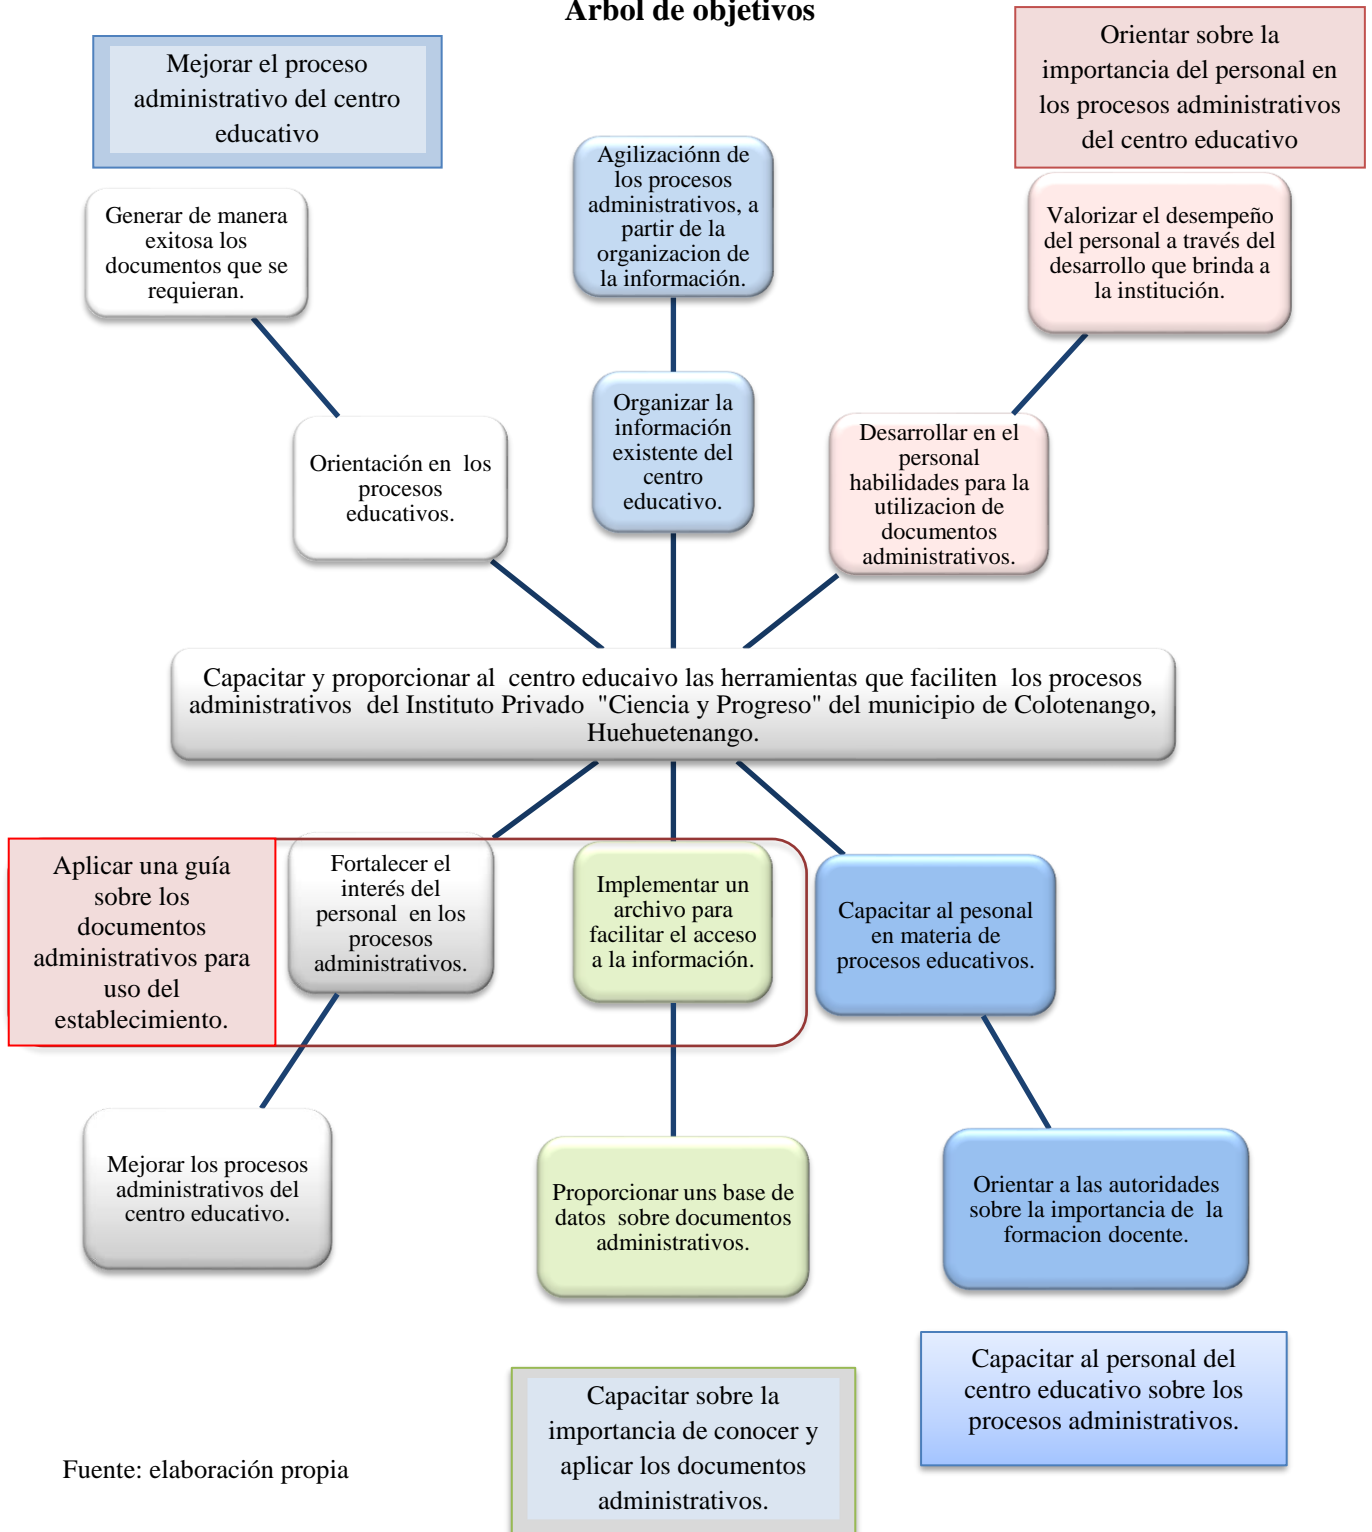 Árbol de objetivos
Mejorar el proceso
administrativo del centro
educativo
Orientar sobre la
importancia del personal en
los procesos administrativos
del centro educativo
Agilizaciónn de
los procesos
administrativos, a
partir de la
organizacion de
la información.
Generar de manera
exitosa los
documentos que se
requieran.
Valorizar el desempeño
del personal a través del
desarrollo que brinda a
la institución.
Orientación en  los
procesos
educativos.
Organizar la
información
existente del
centro
educativo.
Desarrollar en el
personal
habilidades para la
utilizacion de
documentos
administrativos.
Capacitar y proporcionar al  centro educaivo las herramientas que faciliten  los procesos
administrativos  del Instituto Privado  "Ciencia y Progreso" del municipio de Colotenango,
Huehuetenango.
Aplicar una guía
sobre los
documentos
administrativos para
uso del
establecimiento.
Fortalecer el
interés del
personal  en los
procesos
administrativos.
Implementar un
archivo para
facilitar el acceso
a la información.
Capacitar al pesonal
en materia de
procesos educativos.
Mejorar los procesos
administrativos del
centro educativo.
Proporcionar uns base de
datos  sobre documentos
administrativos.
Orientar a las autoridades
sobre la importancia de  la
formacion docente.
Capacitar sobre la
importancia de conocer y
aplicar los documentos
administrativos.
Capacitar al personal del
centro educativo sobre los
procesos administrativos.
Fuente: elaboración propia